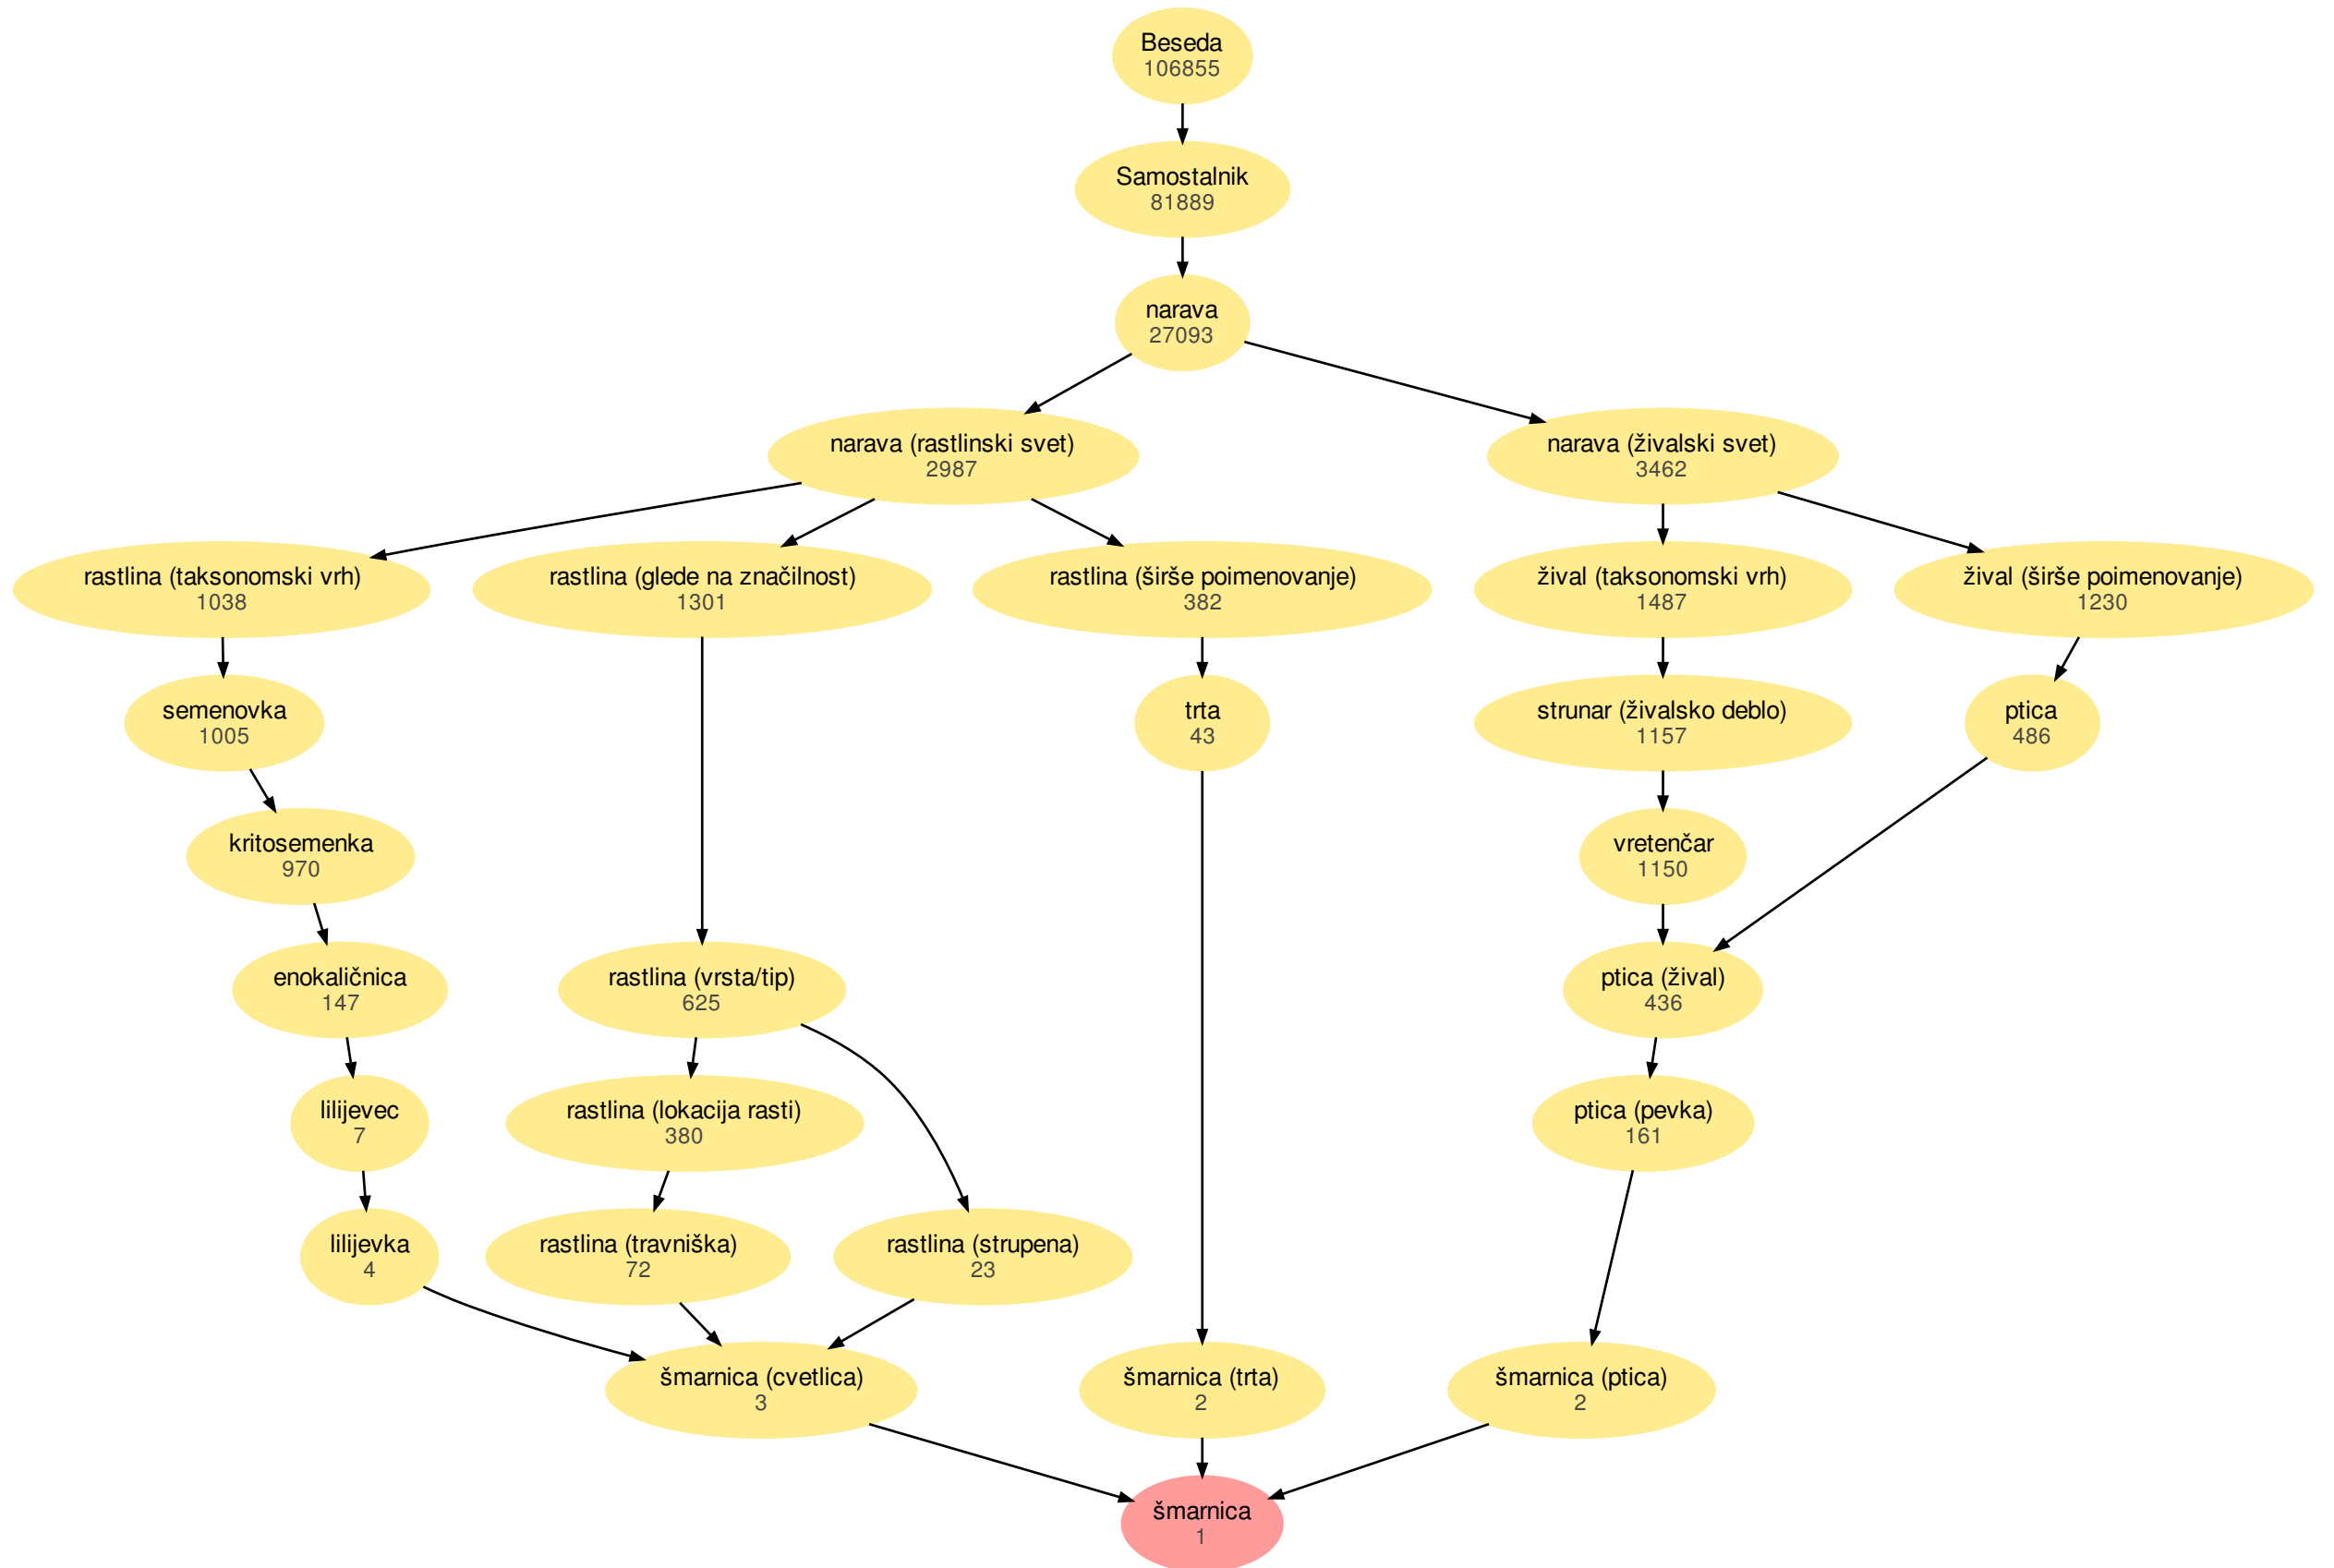 Beseda
106855
Samostalnik
81889
narava
27093
narava (rastlinski svet)
2987
narava (živalski svet)
3462
rastlina (taksonomski vrh)
1038
rastlina (glede na značilnost)
1301
rastlina (širše poimenovanje)
382
žival (taksonomski vrh)
1487
žival (širše poimenovanje)
1230
semenovka
1005
trta
43
strunar (živalsko deblo)
1157
ptica
486
kritosemenka
970
vretenčar
1150
enokaličnica
147
rastlina (vrsta/tip)
625
ptica (žival)
436
lilijevec
7
rastlina (lokacija rasti)
380
ptica (pevka)
161
lilijevka
4
rastlina (travniška)
72
rastlina (strupena)
23
šmarnica (cvetlica)
3
šmarnica (trta)
2
šmarnica (ptica)
2
šmarnica
1